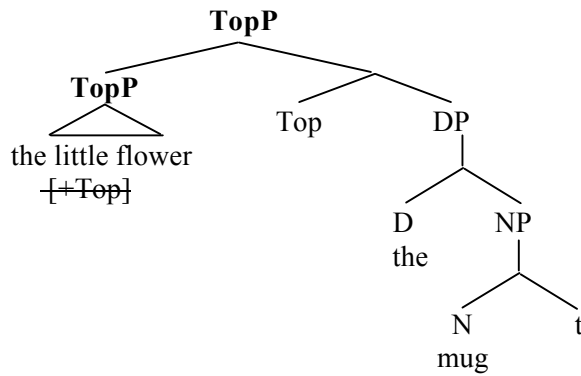 TopP
TopP
Top DP
the little flower
[+Top]
D NP
the
N t
mug